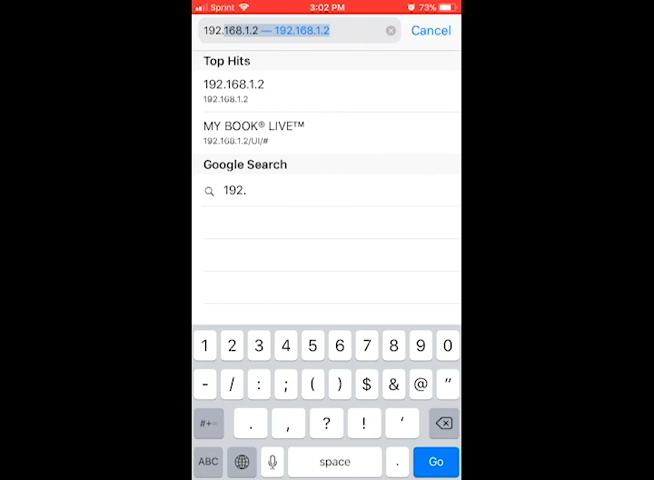 Sprint 3:02 PM 73%
192.168.1.2 — 192.168.1.2 Cancel
Top Hits
192.168.1.2
192.168.1.2
MY BOOK® LIVE™
192.168.1.2/UI/#
Google Search
192.
1 2 3 4 5 6 7 8 9 0
- / : ; ( ) $ & @ "
#+= . , ? ! '
ABC space . Go